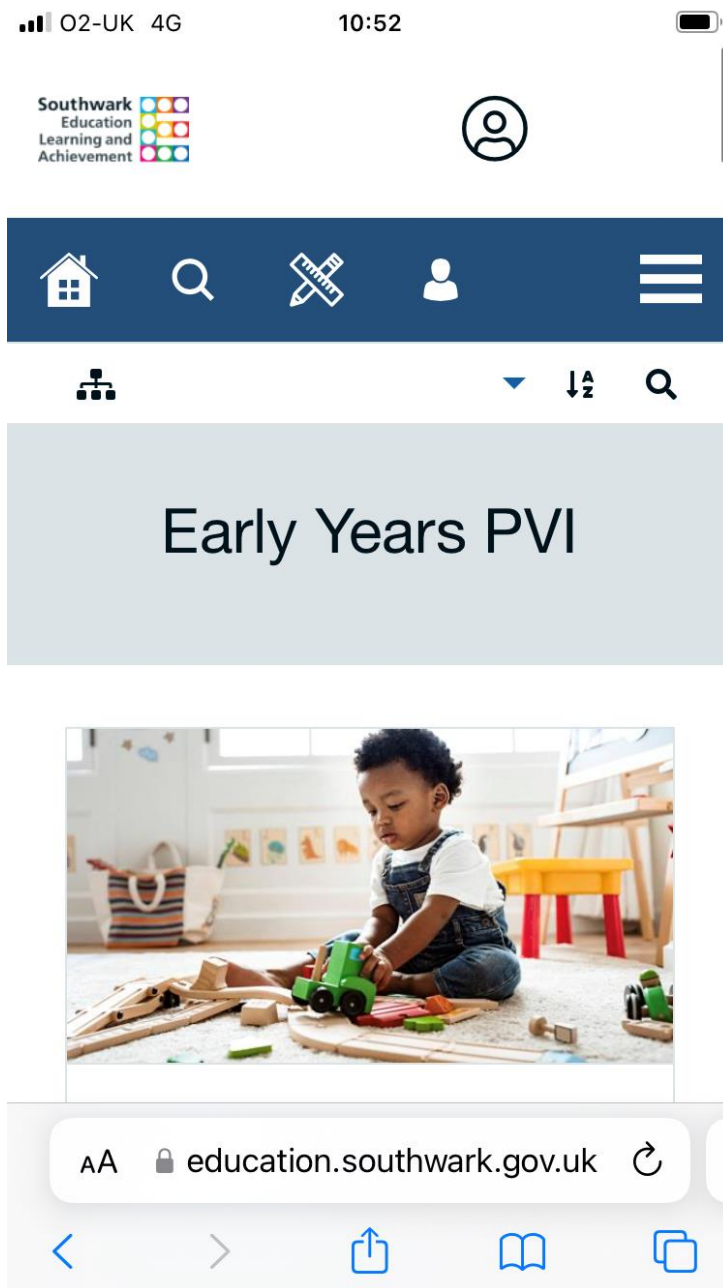 O2-UK 4G 10:52
Southwark
Education
Learning and
Achievement
Early Years PVI
AA education.southwark.gov.uk